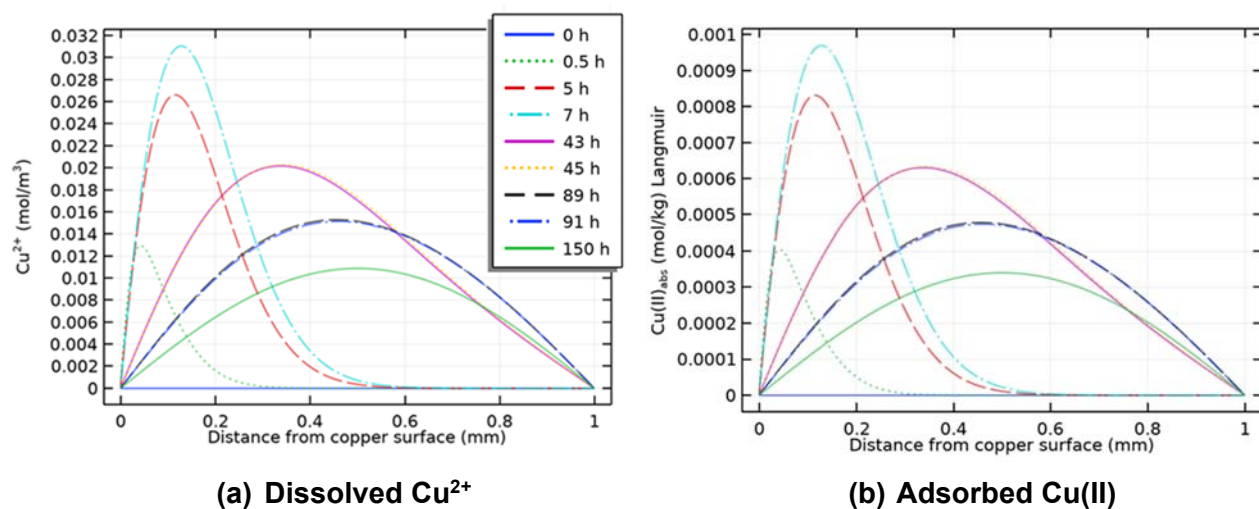 0.032
0.03
0.028
0.026
0.024
0.022
0.02
0.018
0.016
0.014
0.012
0.01
0.008
0.006
0.004
0.002
0
Cu²⁺ (mol/m³)
0 0.2 0.4 0.6 0.8 1
Distance from copper surface (mm)
0 h
0.5 h
5 h
7 h
43 h
45 h
89 h
91 h
150 h
(a) Dissolved Cu²⁺
0.001
0.0009
0.0008
0.0007
0.0006
0.0005
0.0004
0.0003
0.0002
0.0001
0
Cu(II)abs (mol/kg) Langmuir
0 0.2 0.4 0.6 0.8 1
Distance from copper surface (mm)
(b) Adsorbed Cu(II)